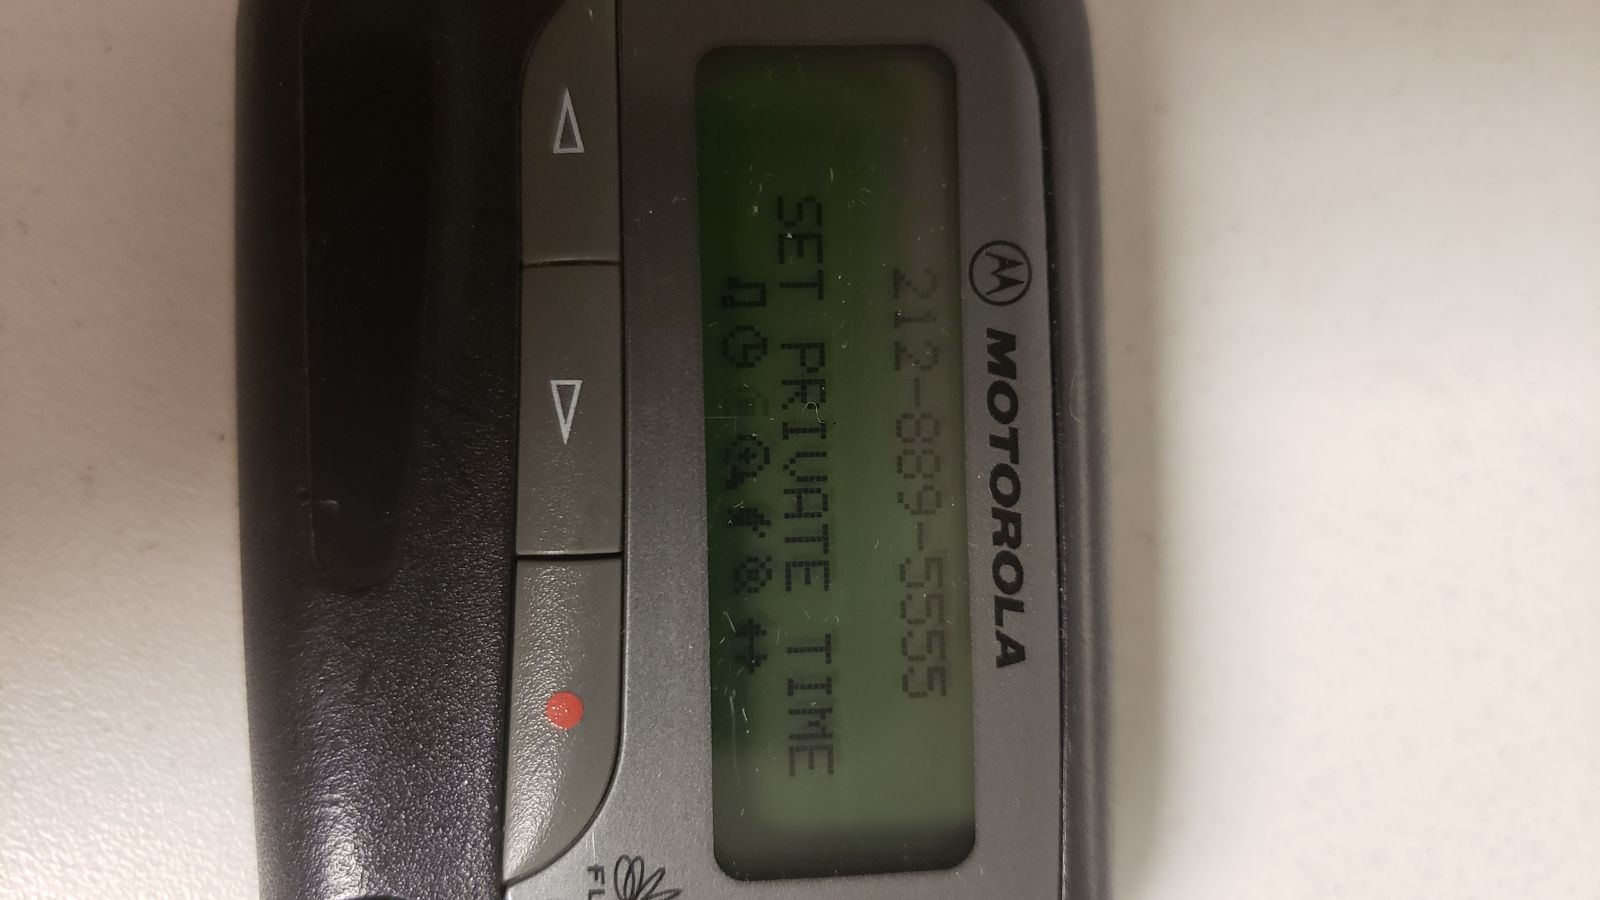 MOTOROLA
212-889-5555
SET PRIVATE TIME